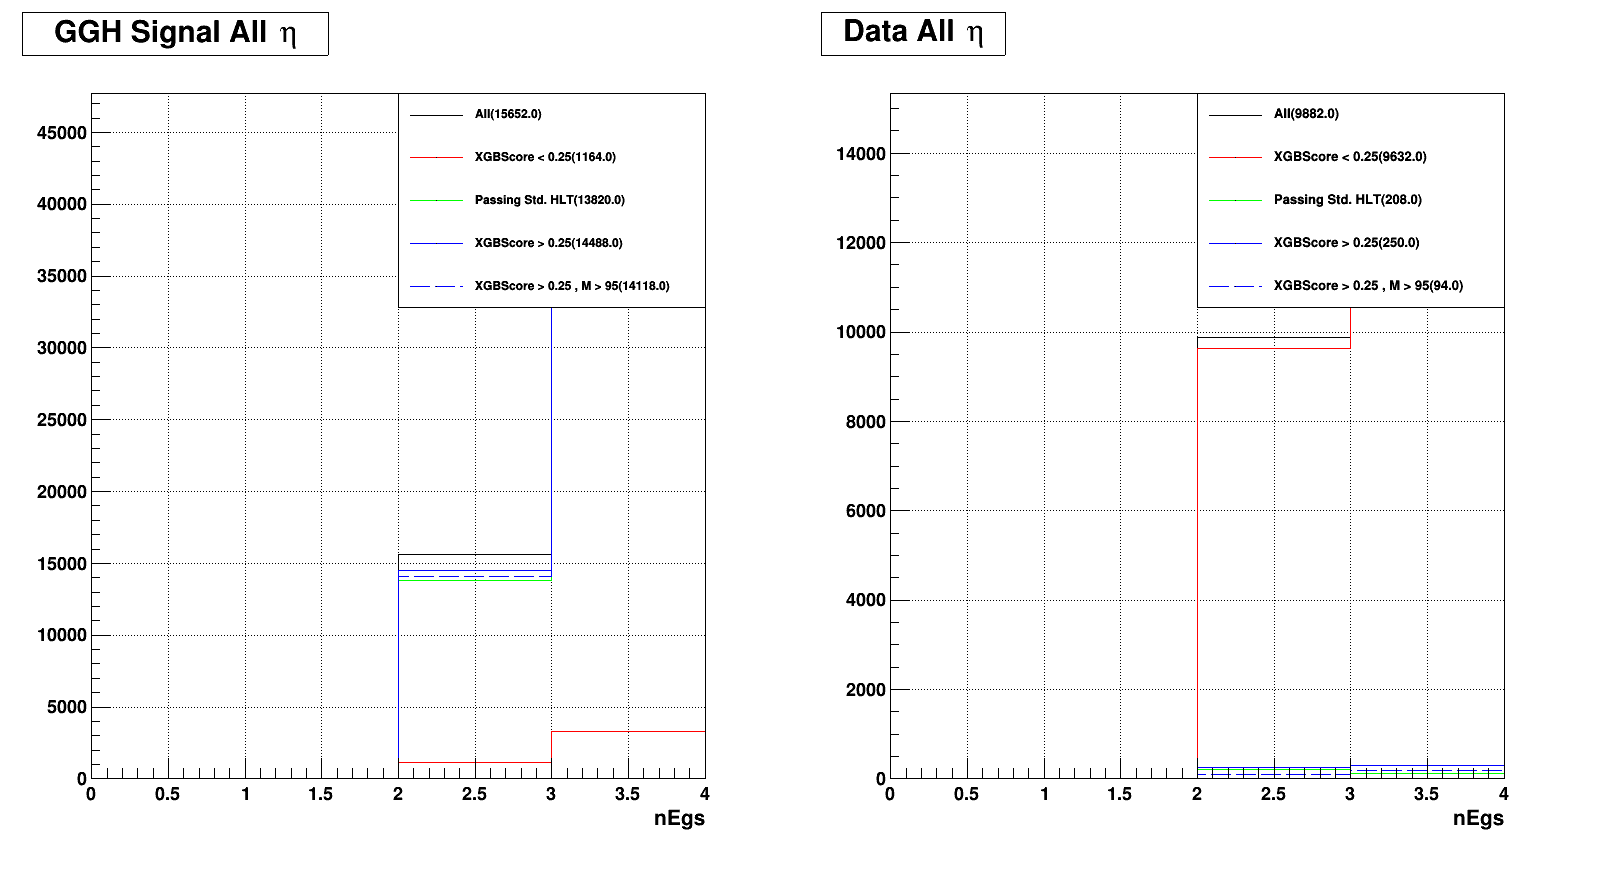 GGH Signal All η
All(15652.0)
XGBScore < 0.25(1164.0)
Passing Std. HLT(13820.0)
XGBScore > 0.25(14488.0)
XGBScore > 0.25 , M > 95(14118.0)
45000
40000
35000
30000
25000
20000
15000
10000
5000
0
0 0.5 1 1.5 2 2.5 3 3.5 4
nEgs
Data All η
All(9882.0)
XGBScore < 0.25(9632.0)
Passing Std. HLT(208.0)
XGBScore > 0.25(250.0)
XGBScore > 0.25 , M > 95(94.0)
14000
12000
10000
8000
6000
4000
2000
0
0 0.5 1 1.5 2 2.5 3 3.5 4
nEgs